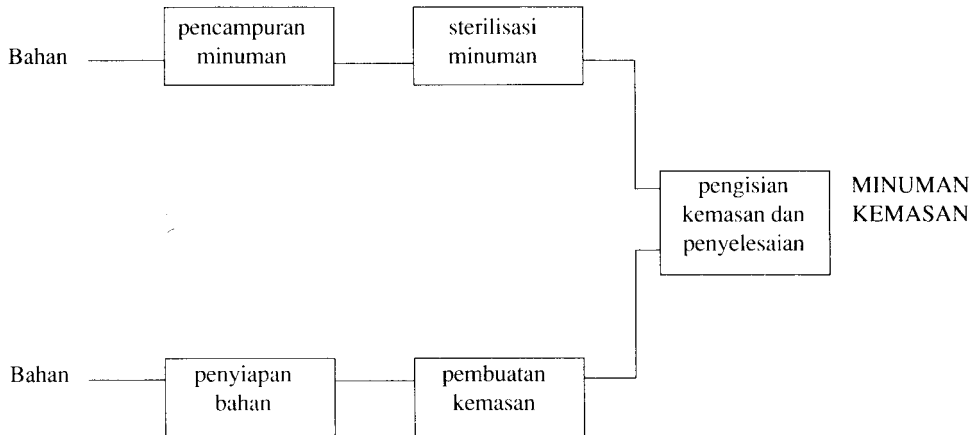 Bahan
pencampuran
minuman
sterilisasi
minuman
pengisian
kemasan dan
penyelesaian
MINUMAN
KEMASAN
Bahan
penyiapan
bahan
pembuatan
kemasan